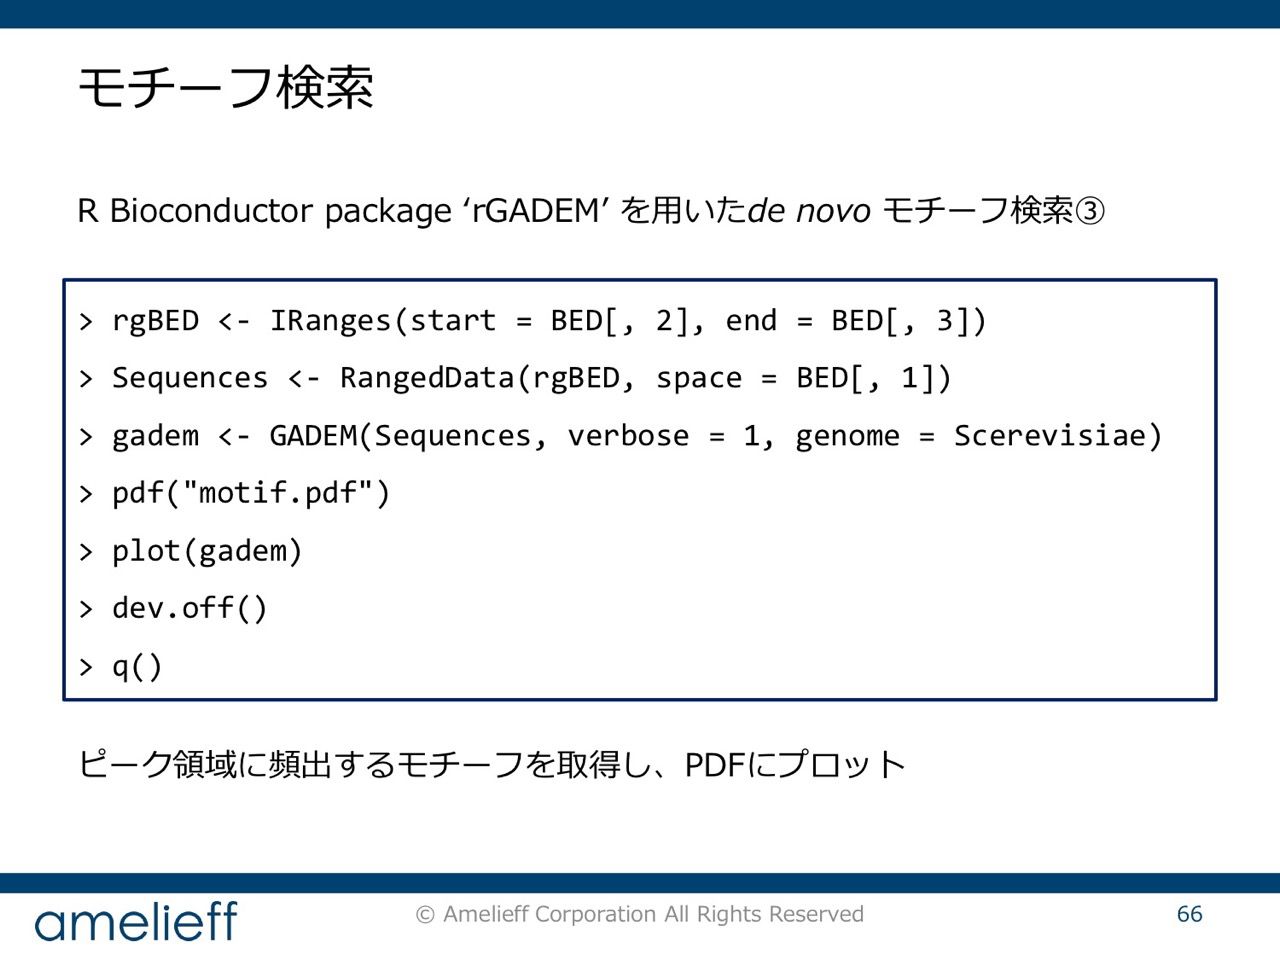 モチーフ検索
R Bioconductor package ‘rGADEM’ を用いたde novo モチーフ検索③
> rgBED <- IRanges(start = BED[, 2], end = BED[, 3])
> Sequences <- RangedData(rgBED, space = BED[, 1])
> gadem <- GADEM(Sequences, verbose = 1, genome = Scerevisiae)
> pdf("motif.pdf")
> plot(gadem)
> dev.off()
> q()
ピーク領域に頻出するモチーフを取得し、PDFにプロット
amelieff
© Amelieff Corporation All Rights Reserved
66